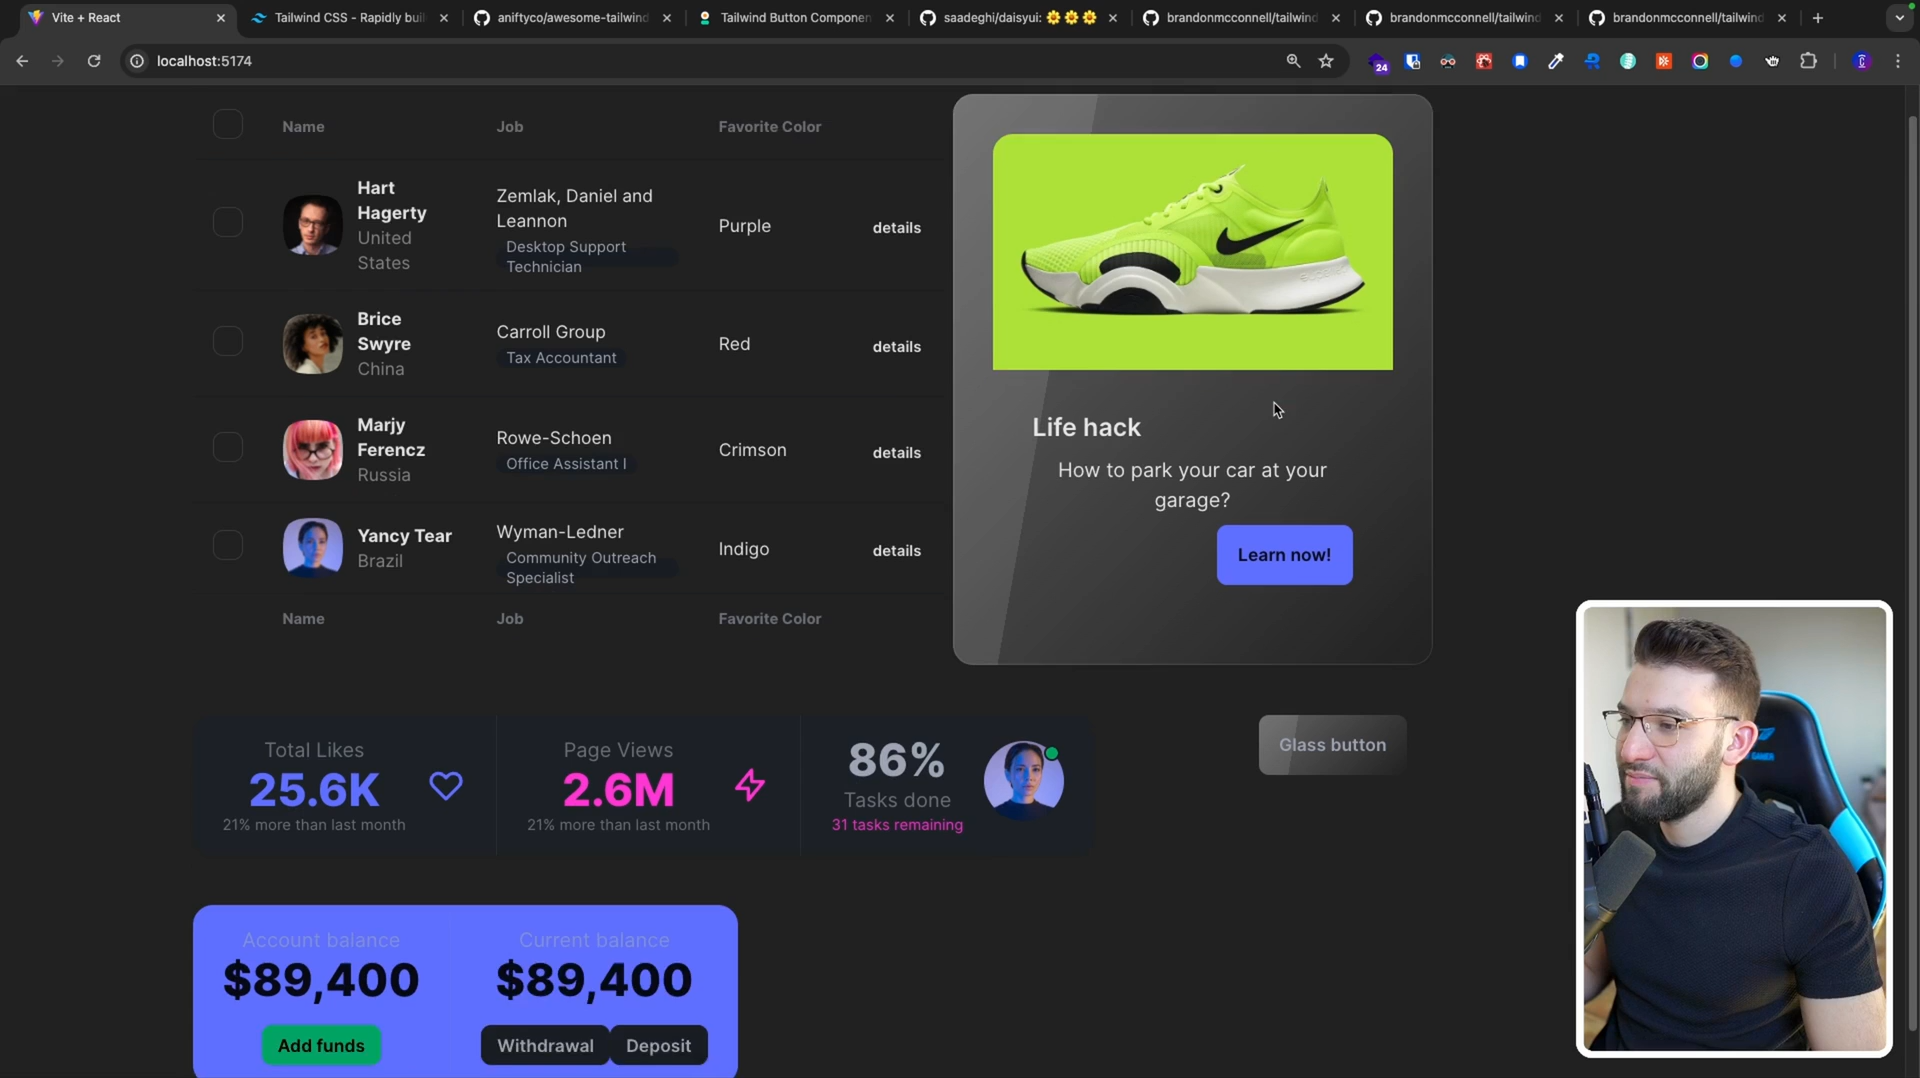 Vite + React
Tailwind CSS - Rapidly buil
aniftyco/awesome-tailwind
Tailwind Button Componen
saadeghi/daisyui: 🌼🌼🌼
brandonmcconnell/tailwind
brandonmcconnell/tailwind
brandonmcconnell/tailwind
localhost:5174
24
Name Job Favorite Color
Hart
Hagerty
United
States
Zemlak, Daniel and
Leannon
Desktop Support
Technician
Purple
details
Brice
Swyre
China
Carroll Group
Tax Accountant
Red
details
Marjy
Ferencz
Russia
Rowe-Schoen
Office Assistant I
Crimson
details
Yancy Tear
Brazil
Wyman-Ledner
Community Outreach
Specialist
Indigo
details
Name Job Favorite Color
Life hack
How to park your car at your
garage?
Learn now!
Total Likes
25.6K
21% more than last month
Page Views
2.6M
21% more than last month
86%
Tasks done
31 tasks remaining
Glass button
Account balance
$89,400
Add funds
Current balance
$89,400
Withdrawal
Deposit